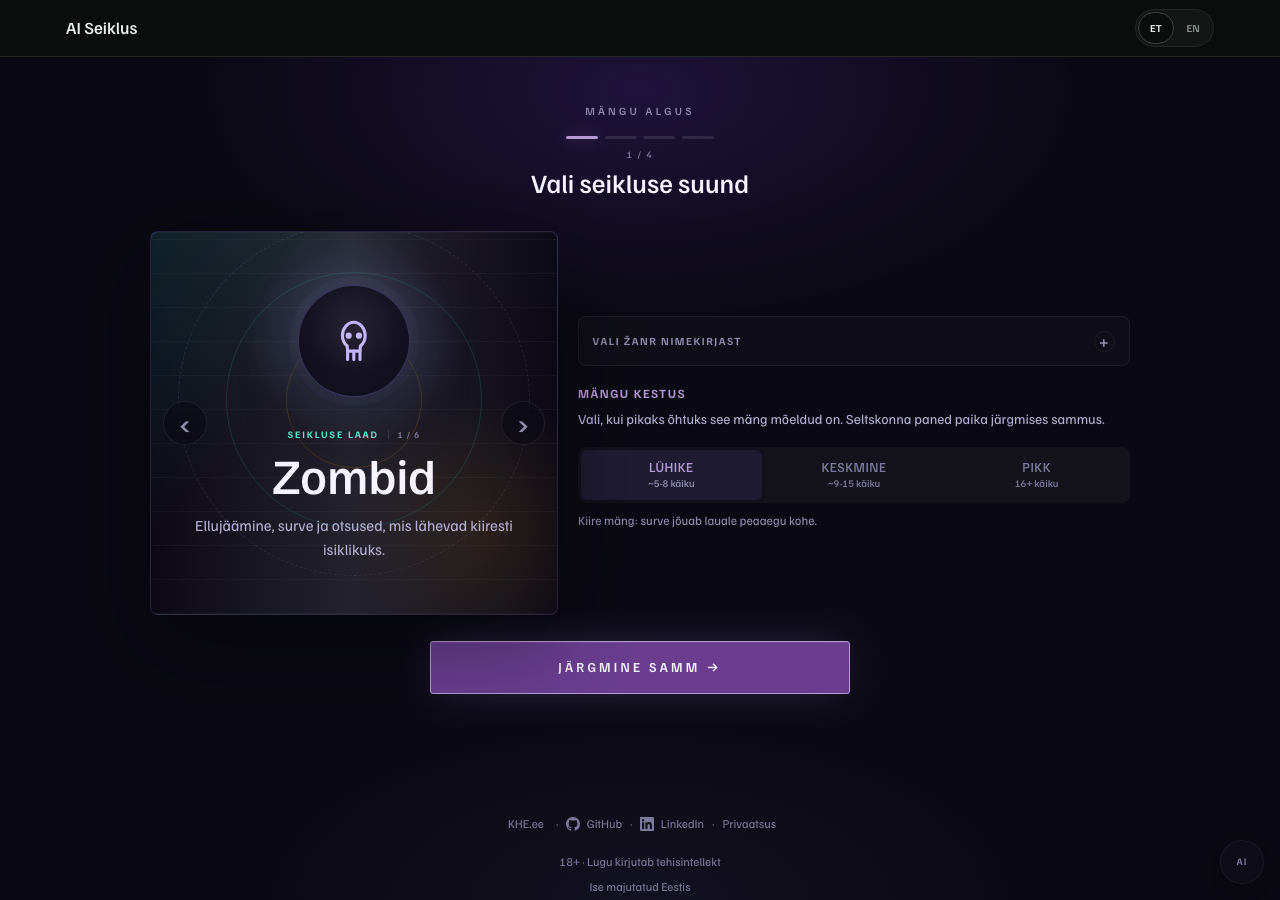 AI Seiklus
ET EN
MÄNGU ALGUS
1 / 4
Vali seikluse suund
SEIKLUSE LAAD 1 / 6
Zombid
Ellujäämine, surve ja otsused, mis lähevad kiiresti
isiklikuks.
VALI ŽANR NIMEKIRJAST
MÄNGU KESTUS
Vali, kui pikaks õhtuks see mäng mõeldud on. Seltskonna paned paika järgmises sammus.
LÜHIKE KESKMINE PIKK
~5-8 käiku ~9-15 käiku 16+ käiku
Kiire mäng: surve jõuab lauale peaaegu kohe.
JÄRGMINE SAMM →
KHE.ee · GitHub · LinkedIn · Privaatsus
18+ · Lugu kirjutab tehisintellekt
AI
Ise majutatud Eestis